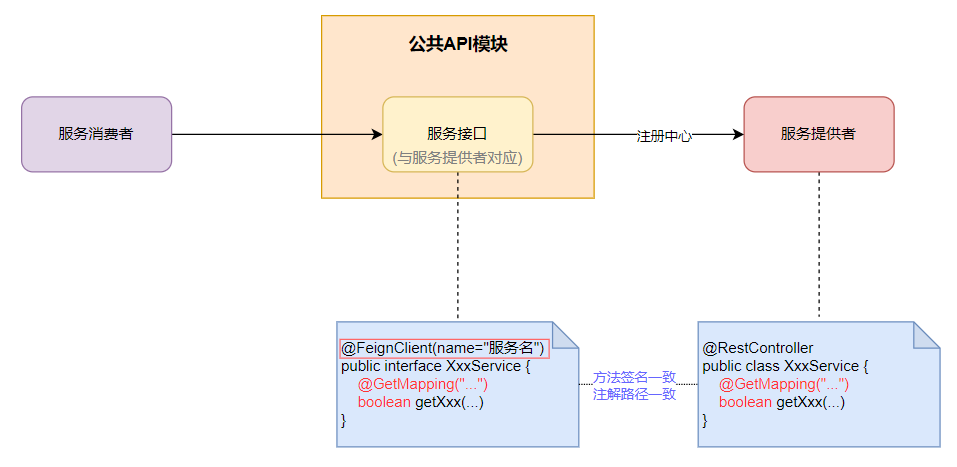 公共API模块
服务消费者
服务接口
(与服务提供者对应)
注册中心
服务提供者
@FeignClient(name="服务名")
public interface XxxService {
@GetMapping("...")
boolean getXxx(...)
}
方法签名一致
注解路径一致
@RestController
public class XxxService {
@GetMapping("...")
boolean getXxx(...)
}